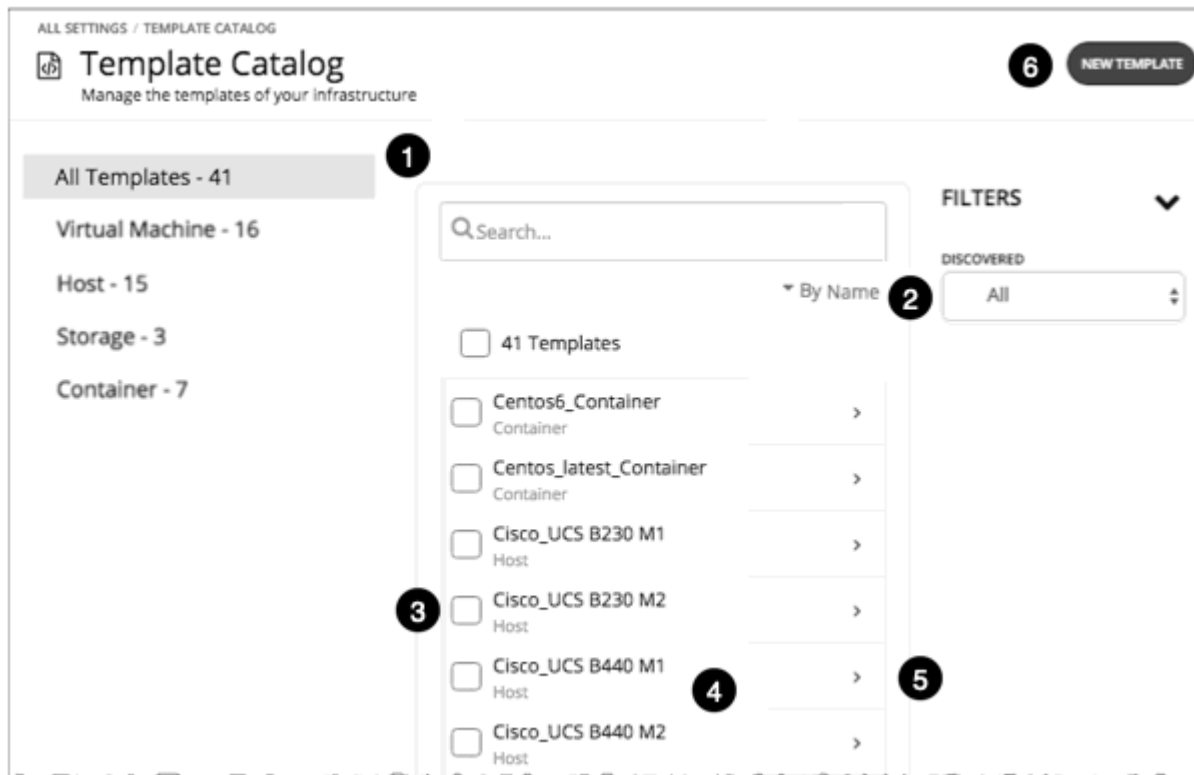 ALL SETTINGS / TEMPLATE CATALOG
Template Catalog
Manage the templates of your infrastructure
6
NEW TEMPLATE
1
All Templates - 41
Virtual Machine - 16
Host - 15
Storage - 3
Container - 7
Search...
By Name
41 Templates
Centos6_Container
Container
Centos_latest_Container
Container
Cisco_UCS B230 M1
Host
3
Cisco_UCS B230 M2
Host
Cisco_UCS B440 M1
Host
4
5
Cisco_UCS B440 M2
Host
FILTERS
DISCOVERED
2
All